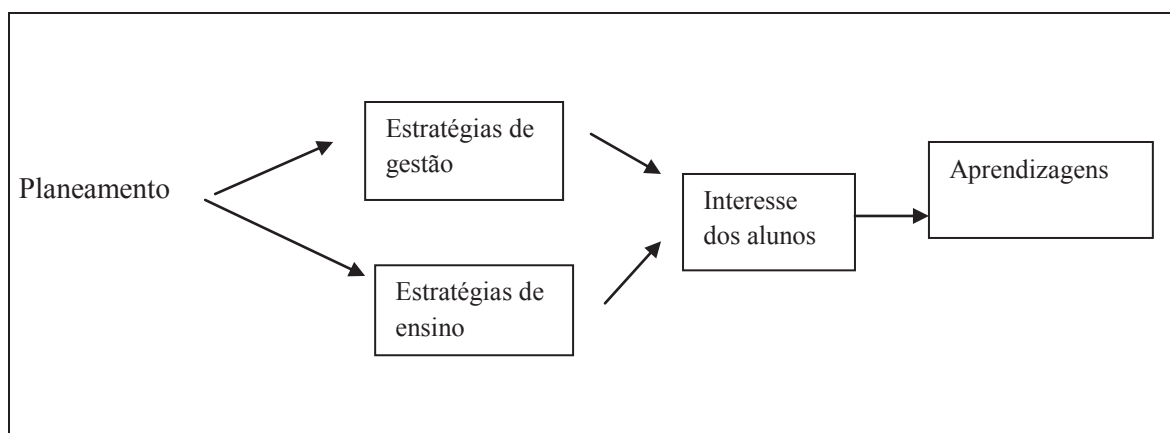 Planeamento
Estratégias de
gestão
Estratégias de
ensino
Interesse
dos alunos
Aprendizagens